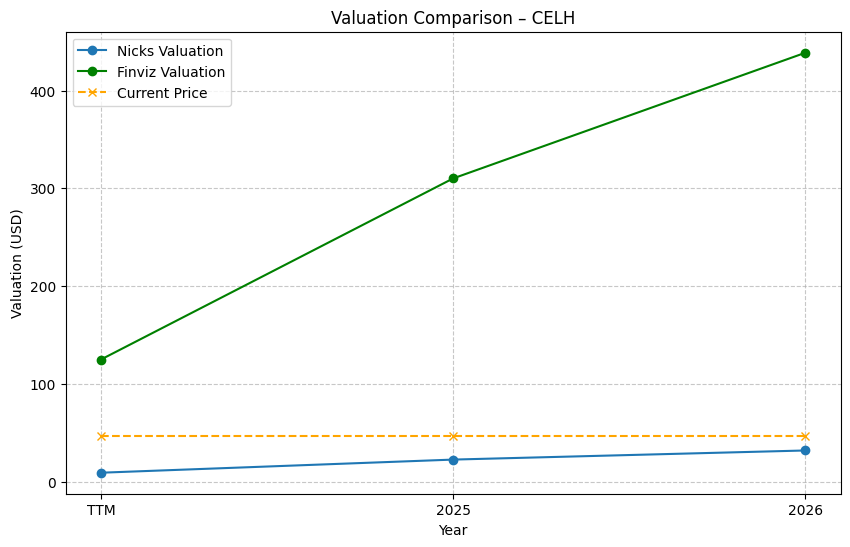 Valuation Comparison – CELH
Nicks Valuation
Finviz Valuation
Current Price
Valuation (USD)
400
300
200
100
0
TTM
2025
2026
Year